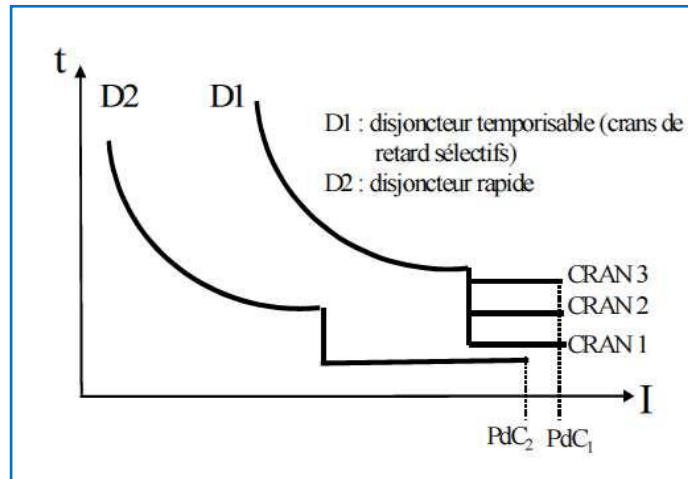 t
D2
D1
D1 : disjoncteur temporisable (crans de
retard sélectifs)
D2 : disjoncteur rapide
CRAN 3
CRAN 2
CRAN 1
I
PdC₂
PdC₁